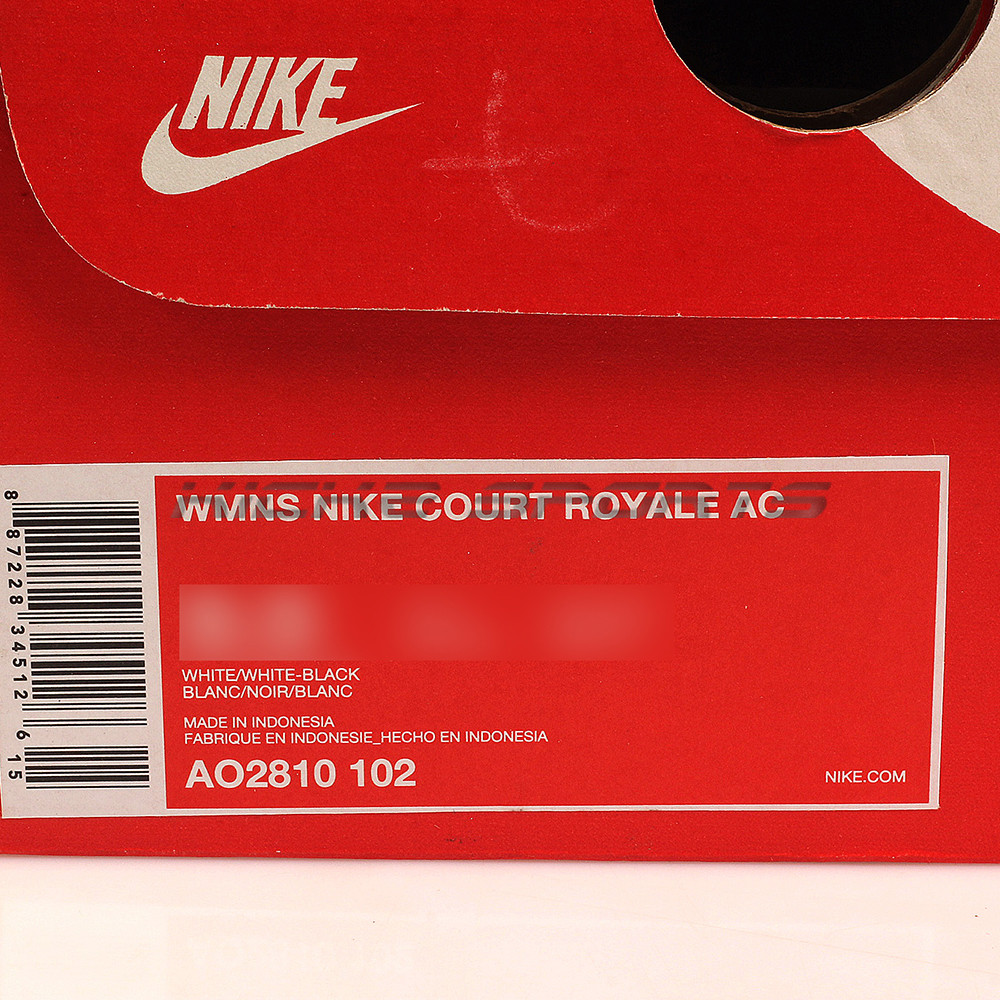 NIKE
WMNS NIKE COURT ROYALE AC
WHITE/WHITE-BLACK
BLANC/NOIR/BLANC
MADE IN INDONESIA
FABRIQUE EN INDONESIE_HECHO EN INDONESIA
AO2810 102
NIKE.COM
8 87228 34512 6 15